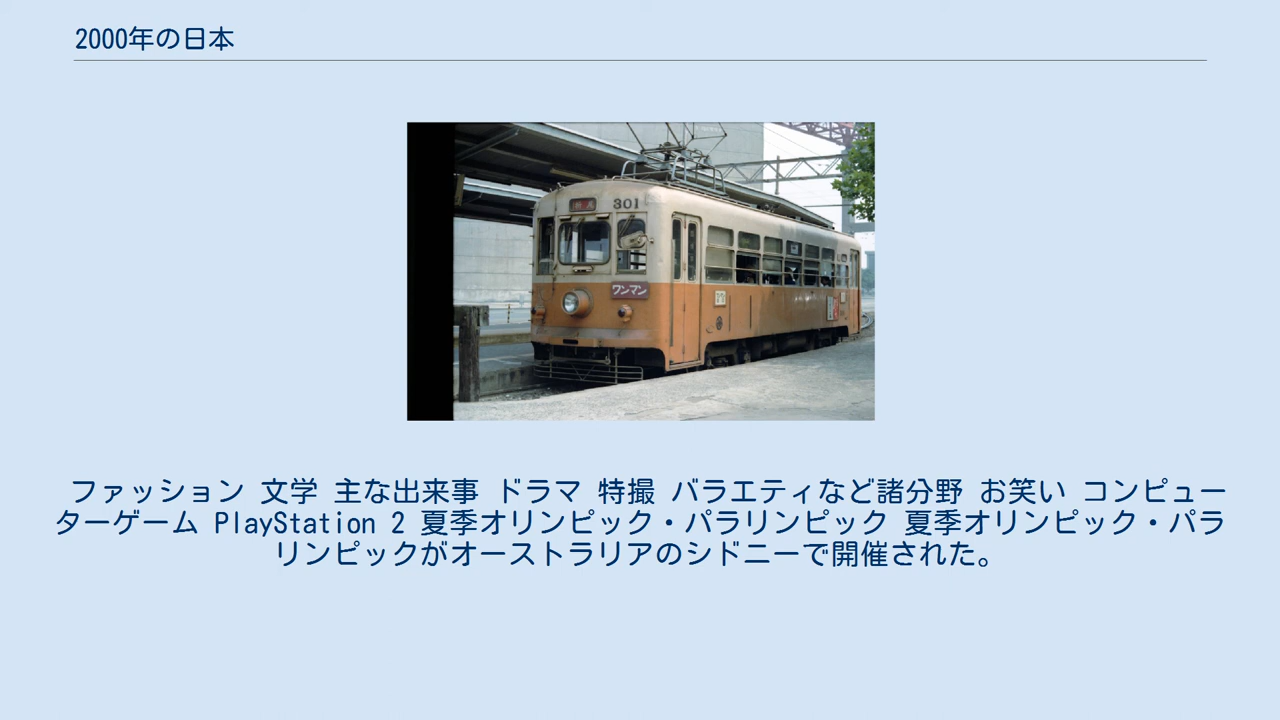 2000年の日本
301
ワンマン
ファッション 文学 主な出来事 ドラマ 特撮 バラエティなど諸分野 お笑い コンピュー
ターゲーム PlayStation 2 夏季オリンピック・パラリンピック 夏季オリンピック・パラ
リンピックがオーストラリアのシドニーで開催された。